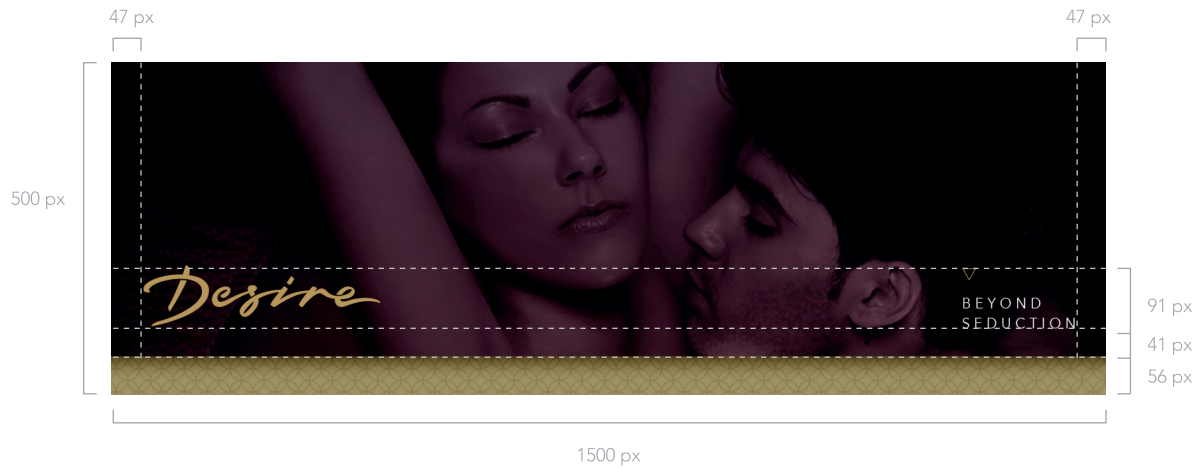 47 px
47 px
500 px
Desire
BEYOND
SEDUCTION
91 px
41 px
56 px
1500 px